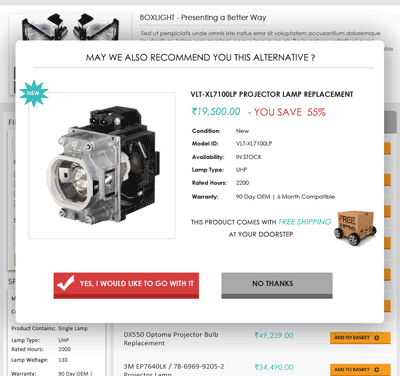 BOXLIGHT - Presenting a Better Way
Sed ut perspiciatis unde omnis iste natus error sit voluptatem accusantium doloremque
MAY WE ALSO RECOMMEND YOU THIS ALTERNATIVE ?
NEW
VLT-XL7100LP PROJECTOR LAMP REPLACEMENT
₹19,500.00 - YOU SAVE 55%
Condition: New
Model ID: VLT-XL7100LP
Availability: IN STOCK
Lamp Type: UHP
Rated Hours: 2200
Warranty: 90 Day OEM | 6 Month Compatible
THIS PRODUCT COMES WITH FREE SHIPPING
AT YOUR DOORSTEP
FREE SHIPPING
YES, I WOULD LIKE TO GO WITH IT
NO THANKS
Product Contains: Single Lamp
Lamp Type: UHP
Rated Hours: 2000
Lamp Wattage: 130
Warranty: 90 Day OEM |
DX550 Optoma Projector Bulb
Replacement
₹49,259.00
ADD TO BASKET
3M EP7640LK / 78-6969-9205-2
Projector Lamp
₹34,490.00
ADD TO BASKET